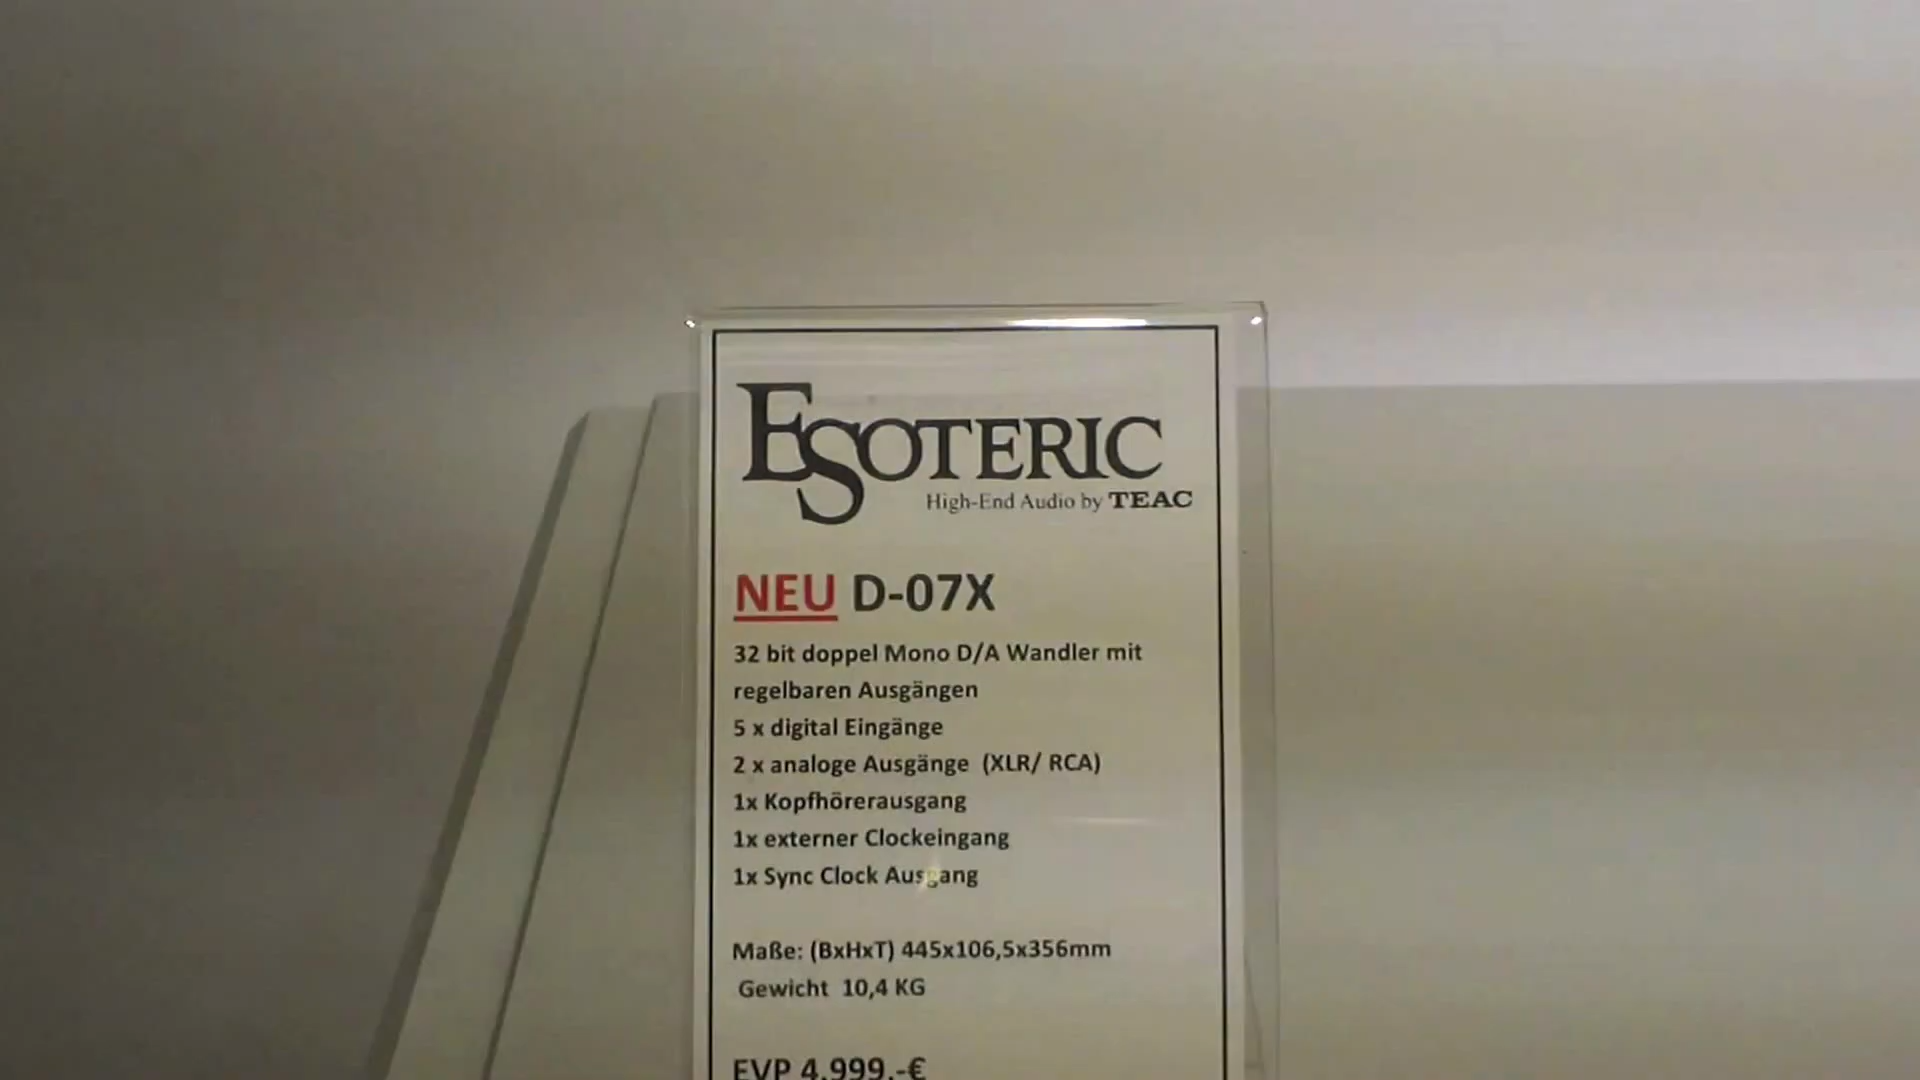 ESOTERIC
High-End Audio by TEAC
NEU D-07X
32 bit doppel Mono D/A Wandler mit
regelbaren Ausgängen
5 x digital Eingänge
2 x analoge Ausgänge (XLR/ RCA)
1x Kopfhörerausgang
1x externer Clockeingang
1x Sync Clock Ausgang
Maße: (BxHxT) 445x106,5x356mm
Gewicht 10,4 KG
EVP 4.999,-€